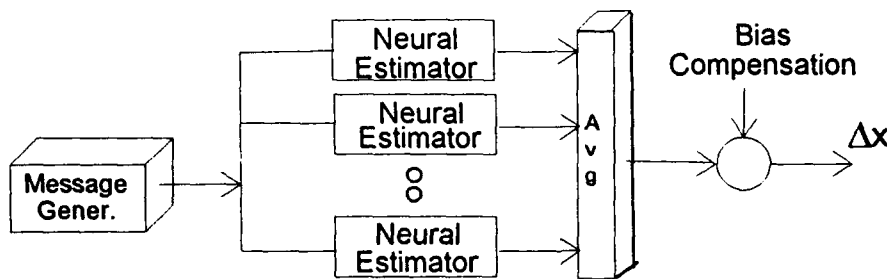 Neural
Estimator
Neural
Estimator
Neural
Estimator
Message
Gener.
A
v
g
Bias
Compensation
Δx